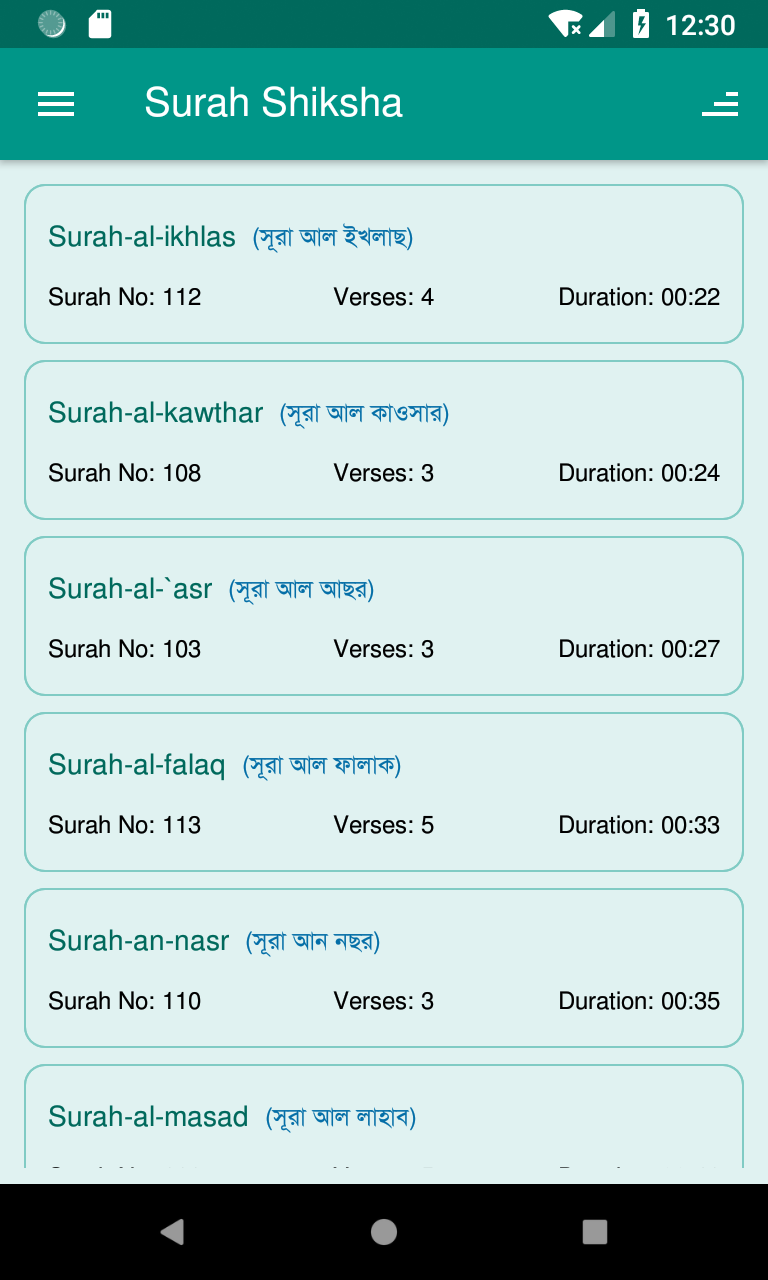 12:30
Surah Shiksha
Surah-al-ikhlas (সূরা আল ইখলাছ)
Surah No: 112 Verses: 4 Duration: 00:22
Surah-al-kawthar (সূরা আল কাওসার)
Surah No: 108 Verses: 3 Duration: 00:24
Surah-al-`asr (সূরা আল আছর)
Surah No: 103 Verses: 3 Duration: 00:27
Surah-al-falaq (সূরা আল ফালাক)
Surah No: 113 Verses: 5 Duration: 00:33
Surah-an-nasr (সূরা আন নছর)
Surah No: 110 Verses: 3 Duration: 00:35
Surah-al-masad (সূরা আল লাহাব)